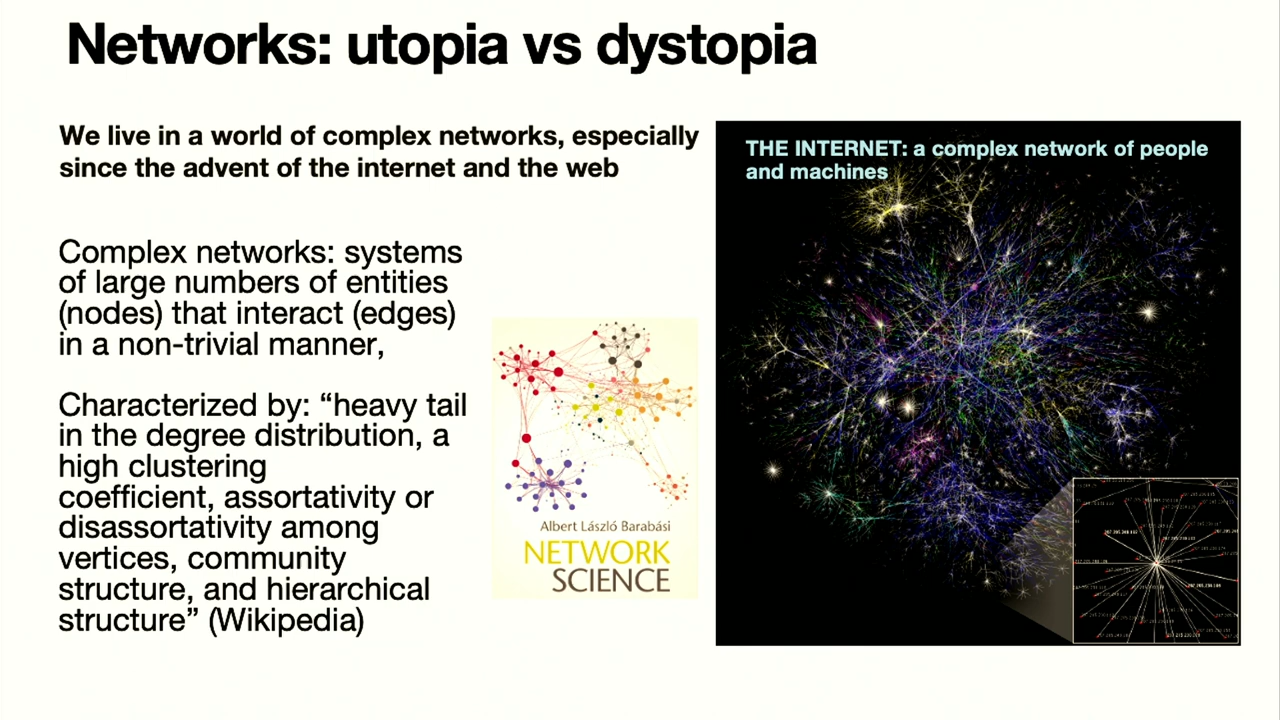 Networks: utopia vs dystopia
We live in a world of complex networks, especially
since the advent of the internet and the web
Complex networks: systems
of large numbers of entities
(nodes) that interact (edges)
in a non-trivial manner,
Characterized by: “heavy tail
in the degree distribution, a
high clustering
coefficient, assortativity or
disassortativity among
vertices, community
structure, and hierarchical
structure” (Wikipedia)
Albert László Barabási
NETWORK
SCIENCE
THE INTERNET: a complex network of people
and machines